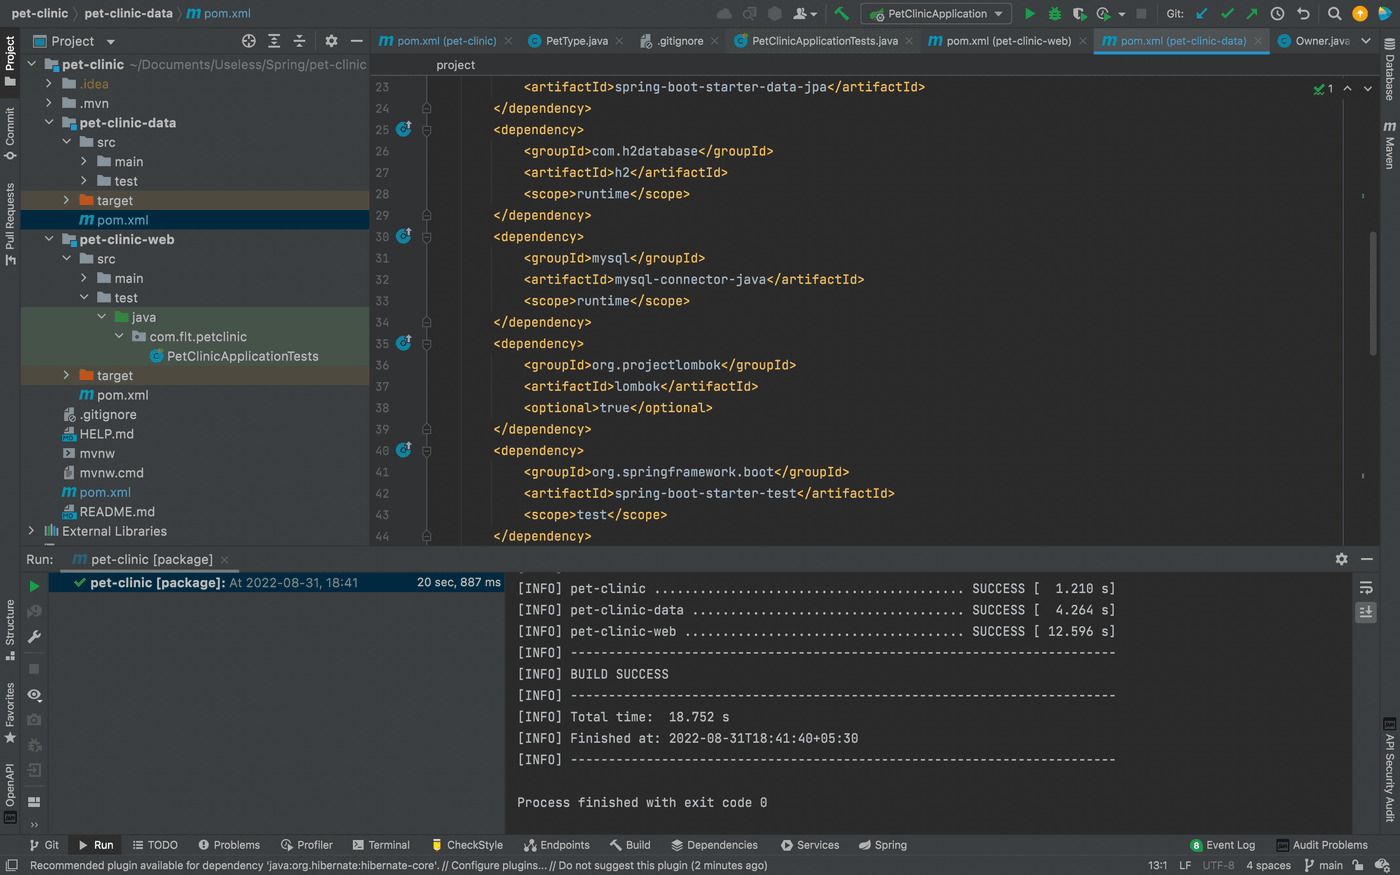 pet-clinic
pet-clinic-data
pom.xml
PetClinicApplication
Git:
Project
pom.xml (pet-clinic)
PetType.java
.gitignore
PetClinicApplicationTests.java
pom.xml (pet-clinic-web)
pom.xml (pet-clinic-data)
Owner.java
project
Project
Commit
Pull Requests
Structure
Favorites
OpenAPI
pet-clinic ~/Documents/Useless/Spring/pet-clinic
.idea
.mvn
pet-clinic-data
src
main
test
target
pom.xml
pet-clinic-web
src
main
test
java
com.flt.petclinic
PetClinicApplicationTests
target
pom.xml
.gitignore
HELP.md
mvnw
mvnw.cmd
pom.xml
README.md
External Libraries
23 <artifactId>spring-boot-starter-data-jpa</artifactId>
24 </dependency>
25 <dependency>
26 <groupId>com.h2database</groupId>
27 <artifactId>h2</artifactId>
28 <scope>runtime</scope>
29 </dependency>
30 <dependency>
31 <groupId>mysql</groupId>
32 <artifactId>mysql-connector-java</artifactId>
33 <scope>runtime</scope>
34 </dependency>
35 <dependency>
36 <groupId>org.projectlombok</groupId>
37 <artifactId>lombok</artifactId>
38 <optional>true</optional>
39 </dependency>
40 <dependency>
41 <groupId>org.springframework.boot</groupId>
42 <artifactId>spring-boot-starter-test</artifactId>
43 <scope>test</scope>
44 </dependency>
1
Database
m Maven
API Security Audit
Run:
pet-clinic [package]
pet-clinic [package]: At 2022-08-31, 18:41 20 sec, 887 ms
[INFO] pet-clinic ......................................... SUCCESS [  1.210 s]
[INFO] pet-clinic-data .................................... SUCCESS [  4.264 s]
[INFO] pet-clinic-web ..................................... SUCCESS [ 12.596 s]
[INFO] ------------------------------------------------------------------------
[INFO] BUILD SUCCESS
[INFO] ------------------------------------------------------------------------
[INFO] Total time:  18.752 s
[INFO] Finished at: 2022-08-31T18:41:40+05:30
[INFO] ------------------------------------------------------------------------
Process finished with exit code 0
Git
Run
TODO
Problems
Profiler
Terminal
CheckStyle
Endpoints
Build
Dependencies
Services
Spring
8 Event Log
Audit Problems
Recommended plugin available for dependency 'java:org.hibernate:hibernate-core'. // Configure plugins... // Do not suggest this plugin (2 minutes ago)
13:1 LF UTF-8 4 spaces main